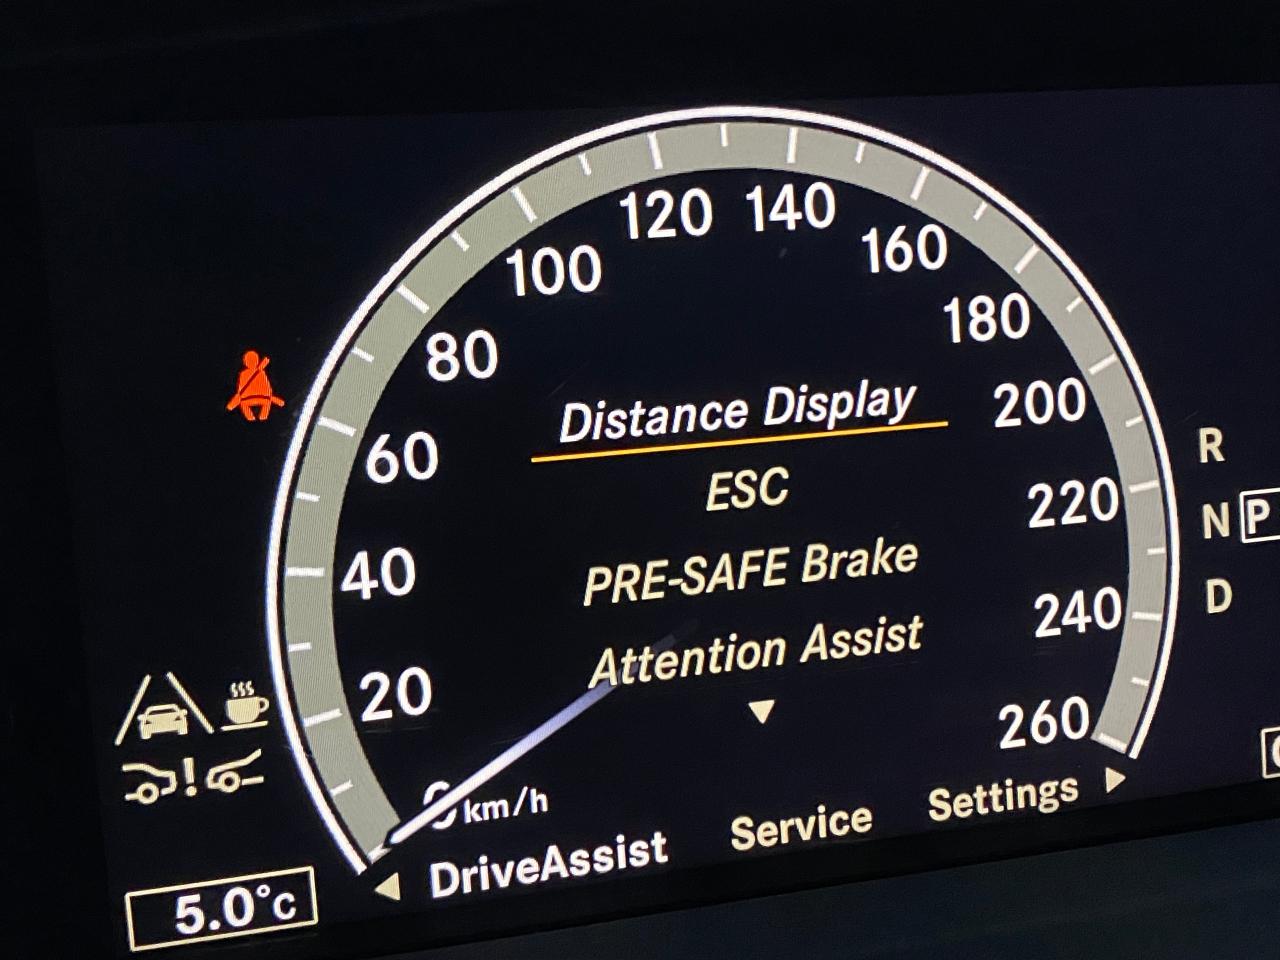 120 140
100 160
80 180
Distance Display
60 200
ESC
R
220
N P
40 PRE-SAFE Brake
240
D
20 Attention Assist
260
0 km/h
DriveAssist Service Settings
5.0°C